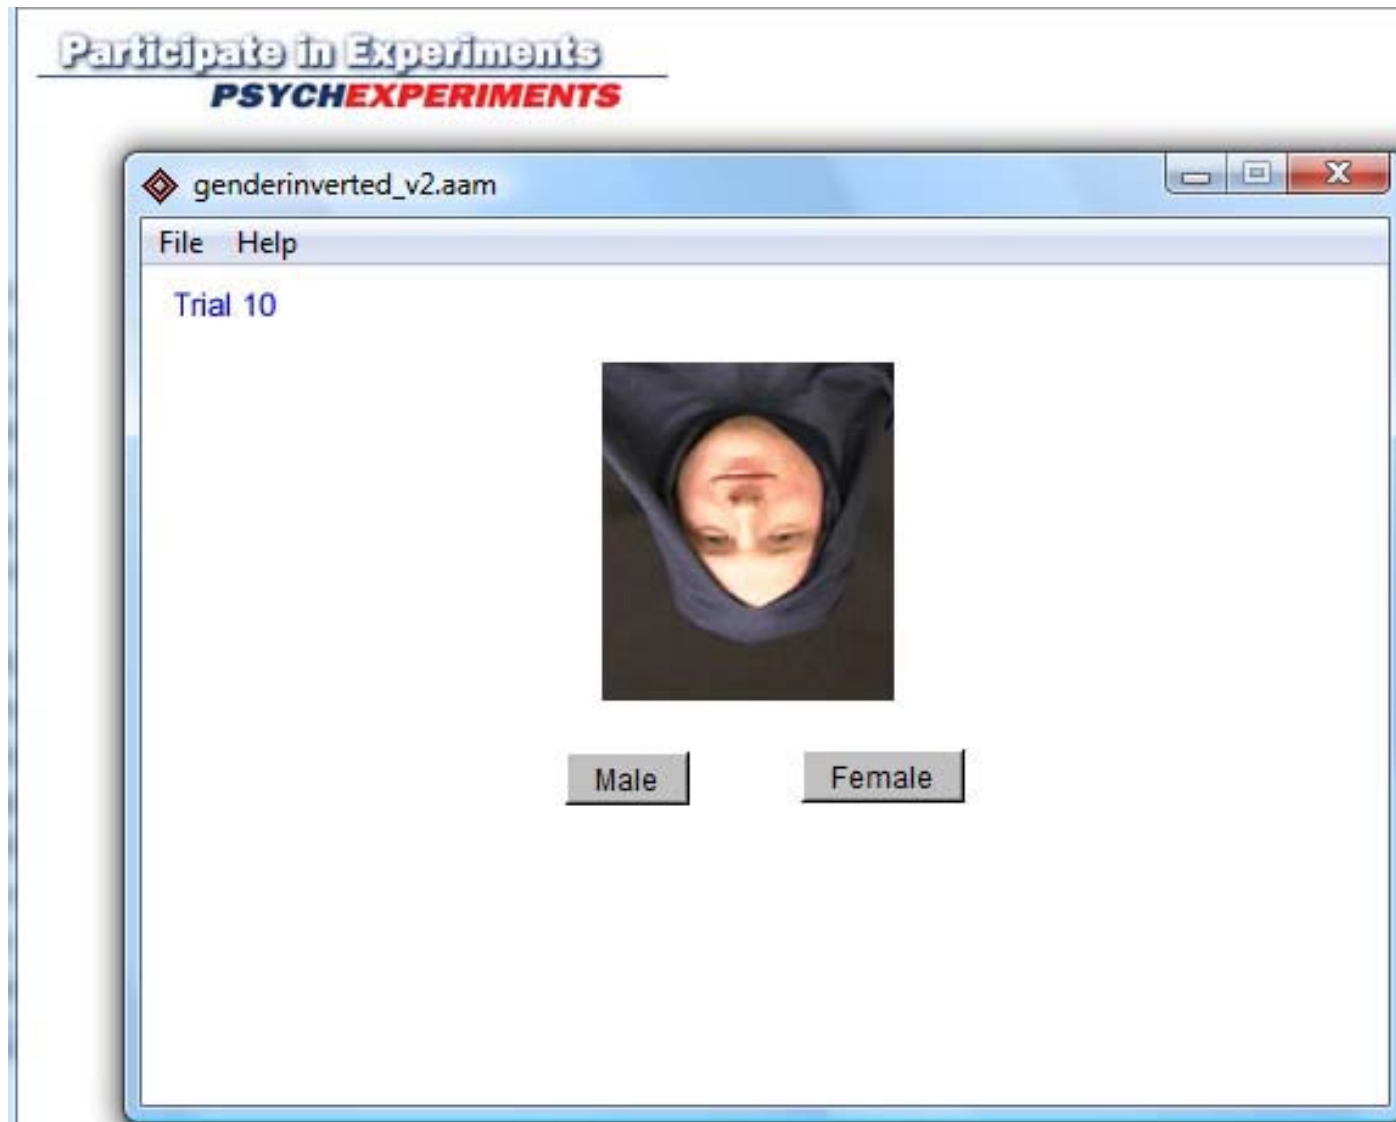 Participate in Experiments
PSYCHEXPERIMENTS
genderinverted_v2.aam
File Help
Trial 10
Male Female